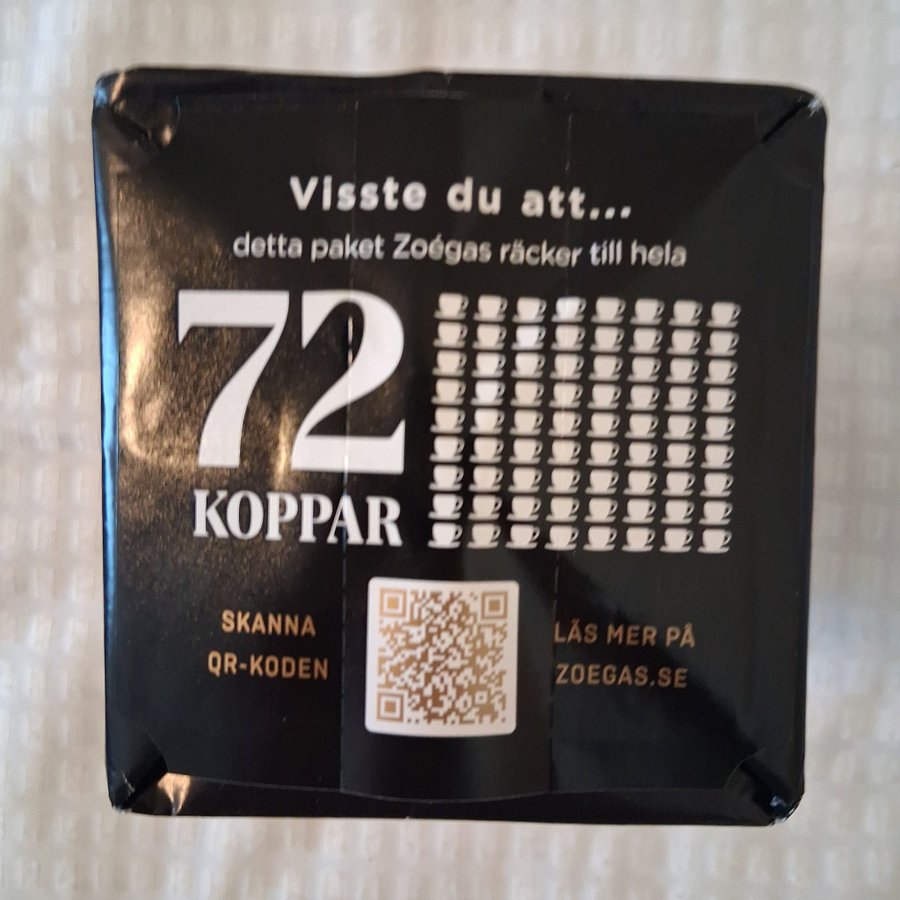 Visste du att...
detta paket Zoégas räcker till hela
72
KOPPAR
SKANNA
QR-KODEN
LÄS MER PÅ
ZOEGAS.SE